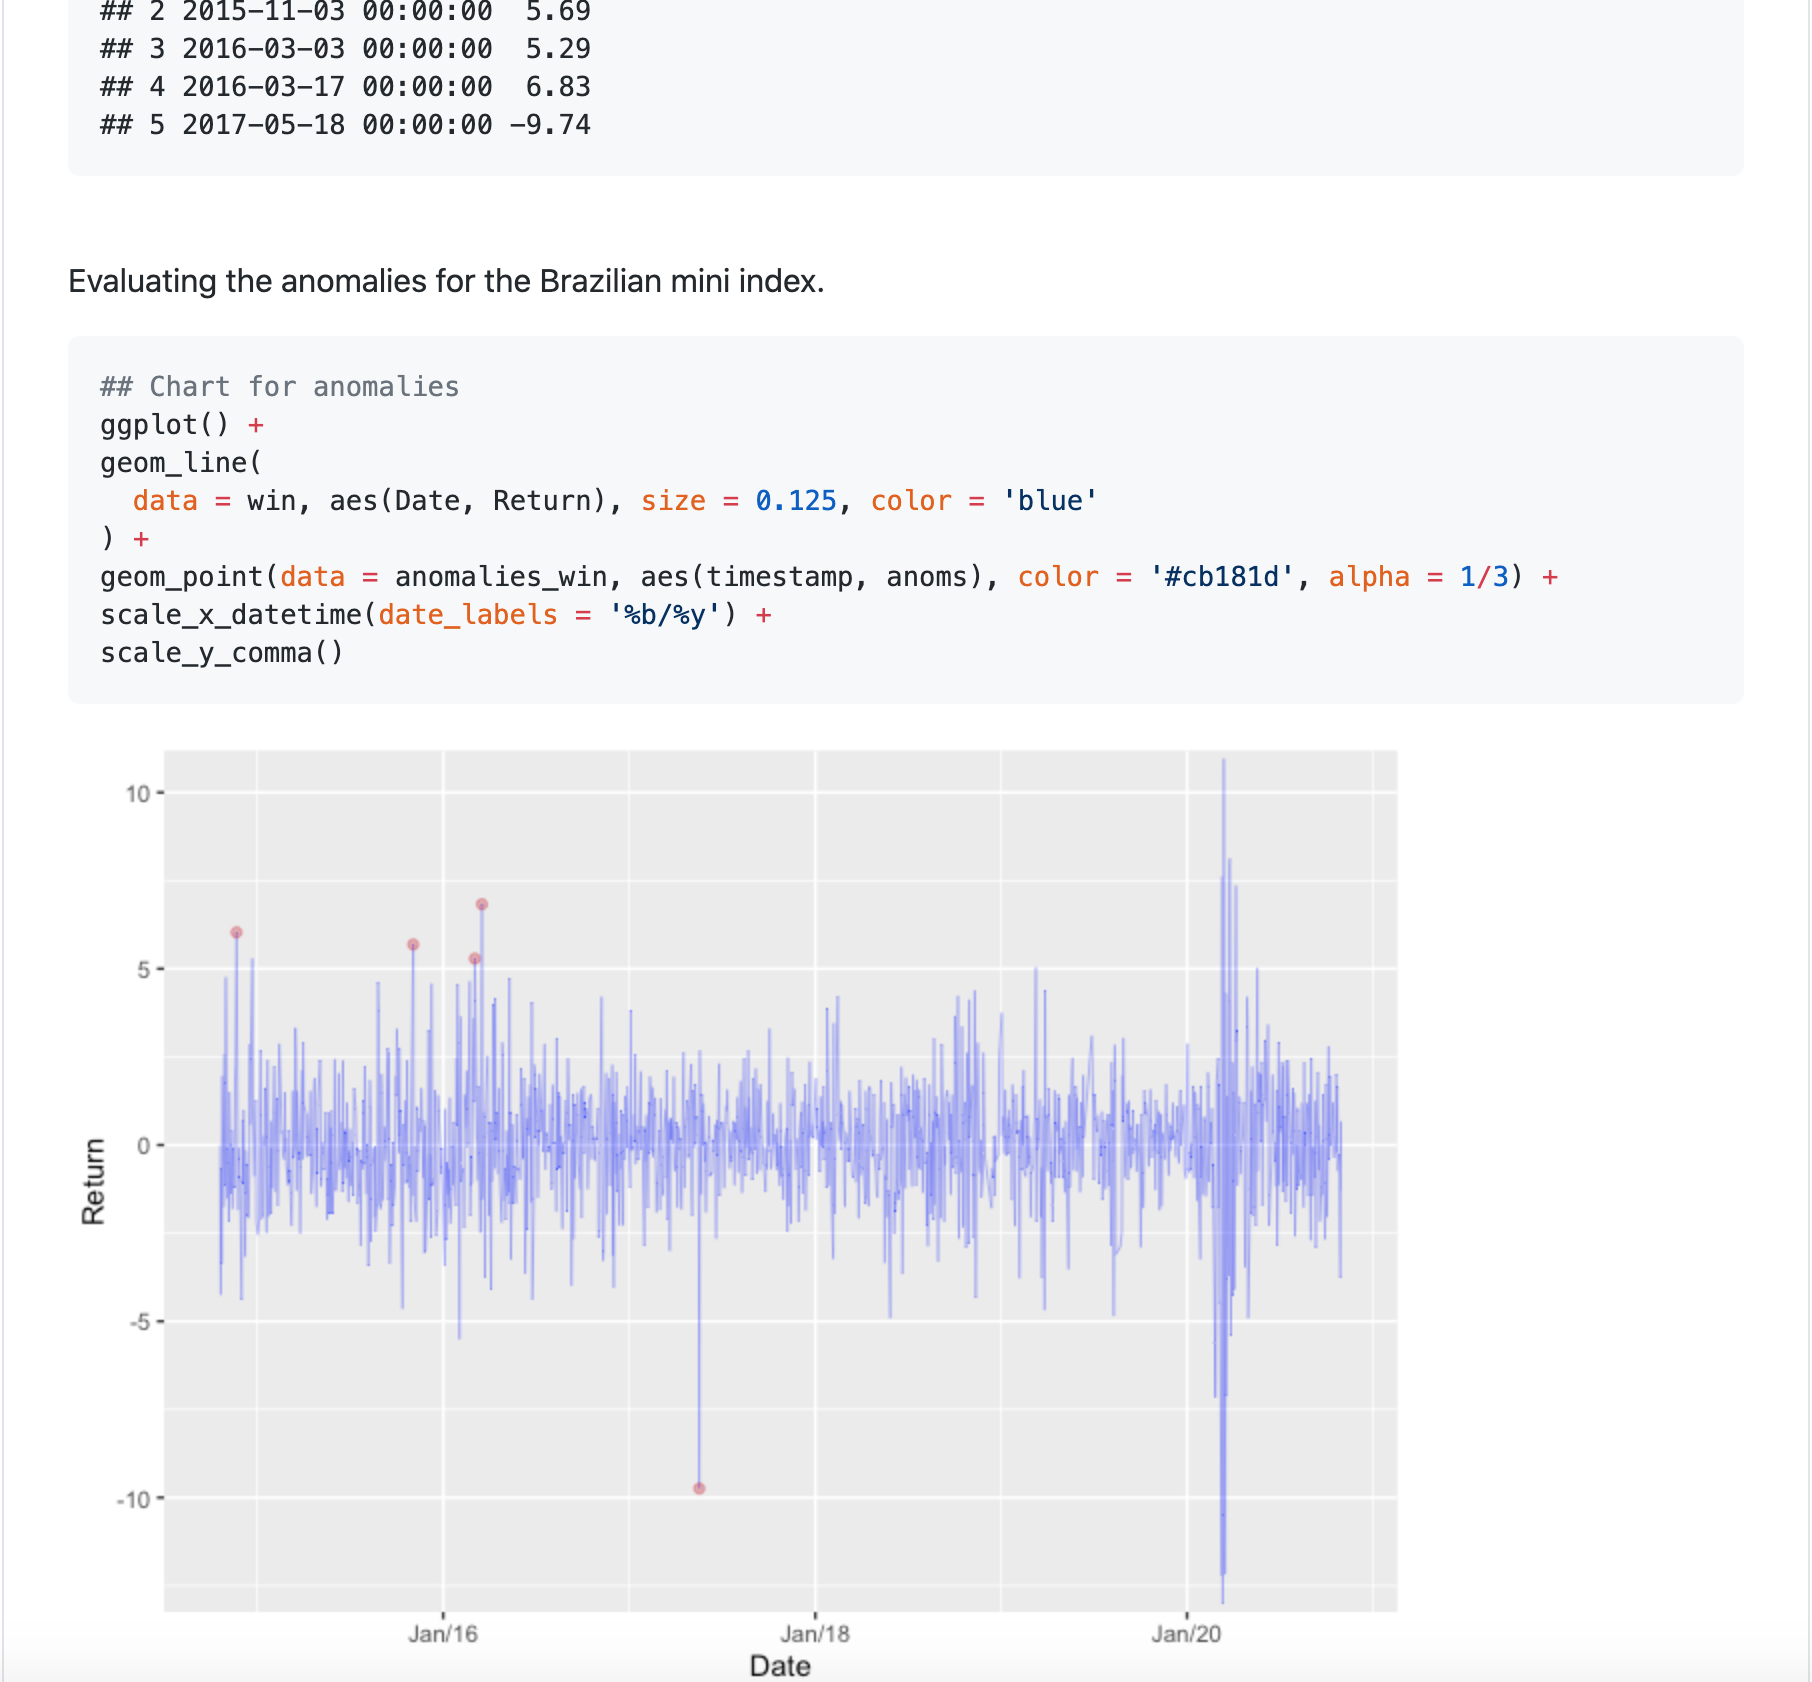 ## 2 2015-11-03 00:00:00  5.69
## 3 2016-03-03 00:00:00  5.29
## 4 2016-03-17 00:00:00  6.83
## 5 2017-05-18 00:00:00 -9.74
Evaluating the anomalies for the Brazilian mini index.
## Chart for anomalies
ggplot() +
geom_line(
  data = win, aes(Date, Return), size = 0.125, color = 'blue'
) +
geom_point(data = anomalies_win, aes(timestamp, anoms), color = '#cb181d', alpha = 1/3) +
scale_x_datetime(date_labels = '%b/%y') +
scale_y_comma()
10
5
0
-5
-10
Return
Jan/16 Jan/18 Jan/20
Date